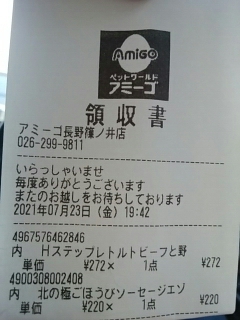 AMIGO
ペットワールド
アミーゴ
領収書
アミーゴ長野篠ノ井店
026-299-9811
いらっしゃいませ
毎度ありがとうございます
またのお越しをお待ちしております
2021年07月23日(金) 19:42
4967576462846
内 Hステップレトルトビーフと野
単価 ¥272× 1点 ¥272
4900308002408
内 北の極ごほうびソーセージエゾ
単価 ¥220× 1点 ¥220